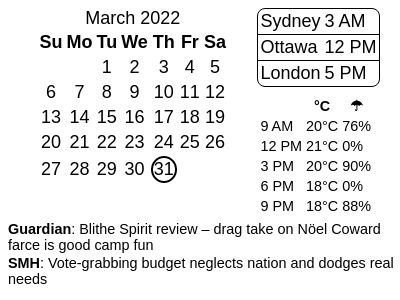 March 2022
Su Mo Tu We Th Fr Sa
1 2 3 4 5
6 7 8 9 10 11 12
13 14 15 16 17 18 19
20 21 22 23 24 25 26
27 28 29 30 31
Sydney 3 AM
Ottawa 12 PM
London 5 PM
°C ☂
9 AM 20°C 76%
12 PM 21°C 0%
3 PM 20°C 90%
6 PM 18°C 0%
9 PM 18°C 88%
Guardian: Blithe Spirit review – drag take on Nöel Coward
farce is good camp fun
SMH: Vote-grabbing budget neglects nation and dodges real
needs